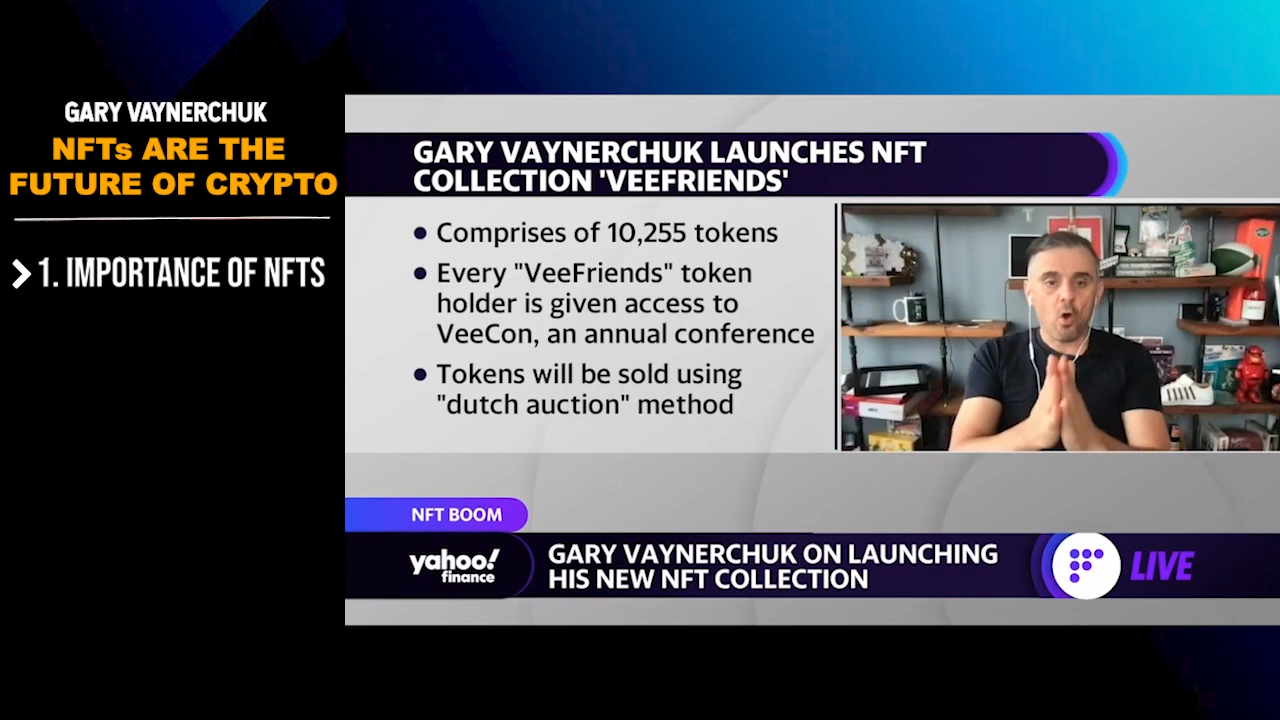 GARY VAYNERCHUK
NFTs ARE THE
FUTURE OF CRYPTO
1. IMPORTANCE OF NFTS
GARY VAYNERCHUK LAUNCHES NFT
COLLECTION 'VEEFRIENDS'
• Comprises of 10,255 tokens
• Every "VeeFriends" token
holder is given access to
VeeCon, an annual conference
• Tokens will be sold using
"dutch auction" method
NFT BOOM
yahoo!
finance
GARY VAYNERCHUK ON LAUNCHING
HIS NEW NFT COLLECTION
LIVE